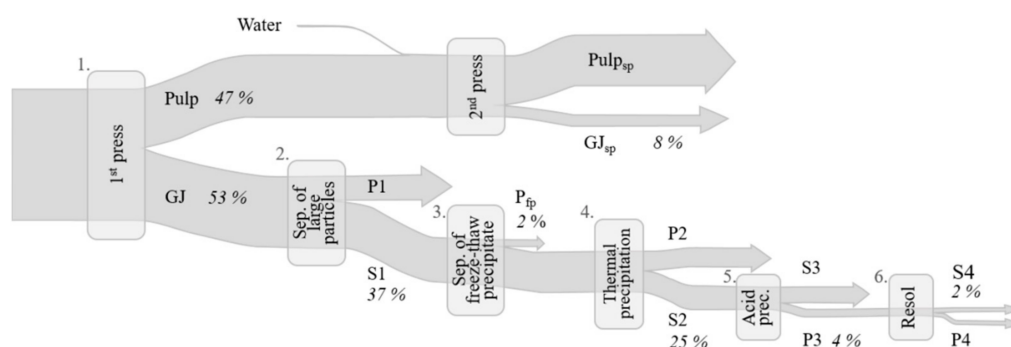 Water
1.
1st press
Pulp 47 %
2nd press
Pulpsp
GJsp 8 %
GJ 53 %
2.
Sep. of
large
particles
P1
S1
37 %
3.
Sep. of
freeze-thaw
precipitate
Pfp
2 %
4.
Thermal
precipitation
P2
S2
25 %
5.
Acid
prec.
S3
P3 4 %
6.
Resol
S4
2 %
P4